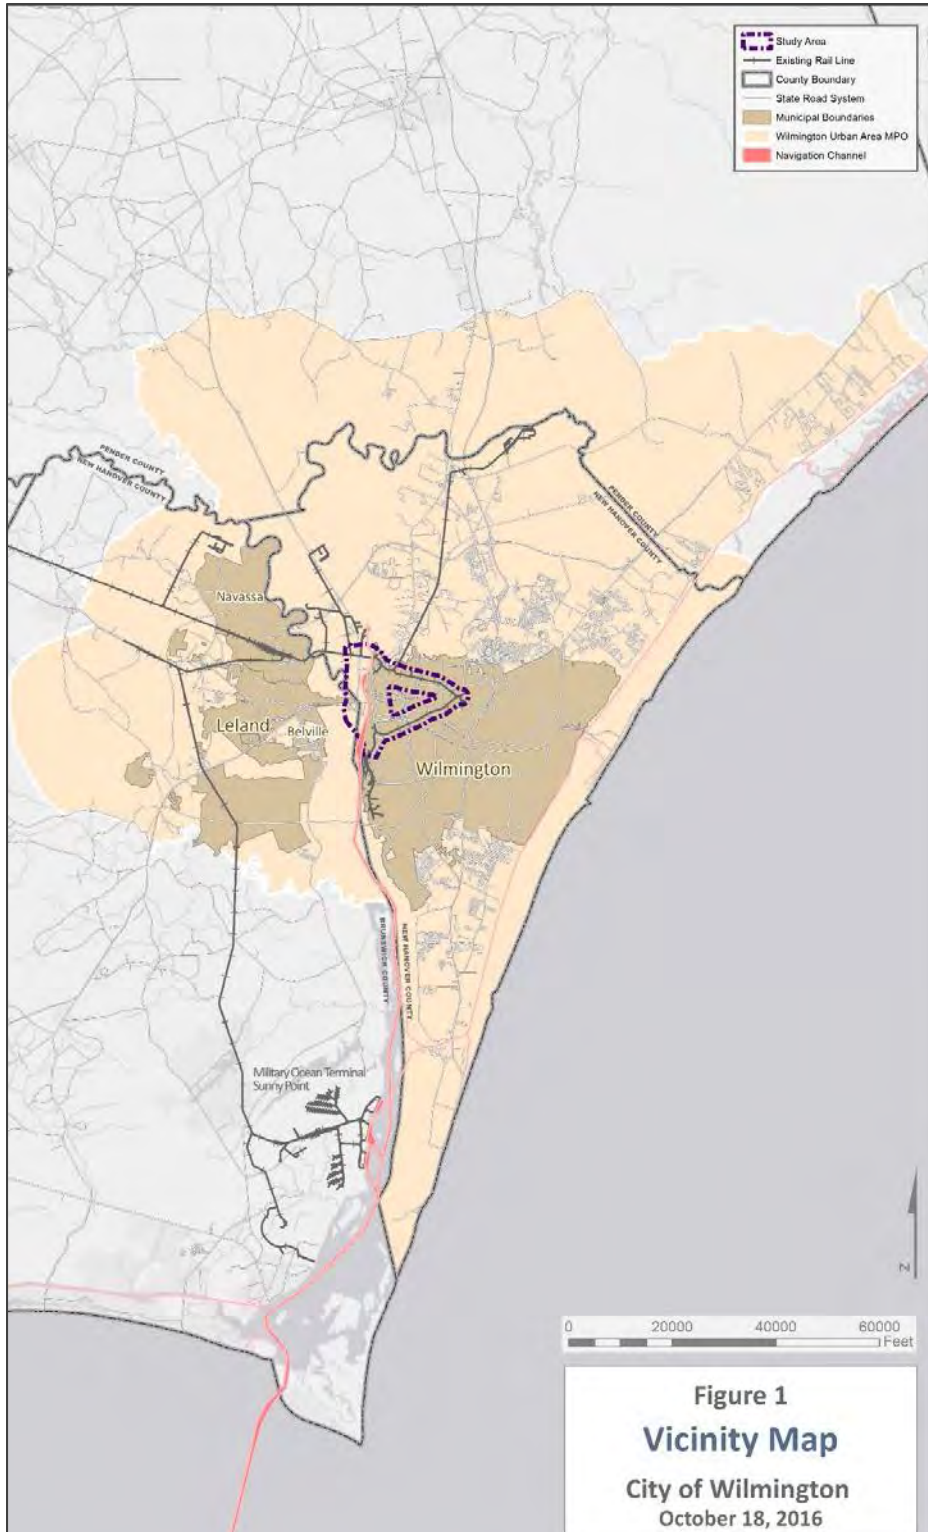 Study Area
Existing Rail Line
County Boundary
State Road System
Municipal Boundaries
Wilmington Urban Area MPO
Navigation Channel
PENDER COUNTY
NEW HANOVER COUNTY
PENDER COUNTY
NEW HANOVER COUNTY
Navassa
Leland
Belville
Wilmington
BRUNSWICK COUNTY
NEW HANOVER COUNTY
Military Ocean Terminal
Sunny Point
N
0 20000 40000 60000
Feet
Figure 1
Vicinity Map
City of Wilmington
October 18, 2016